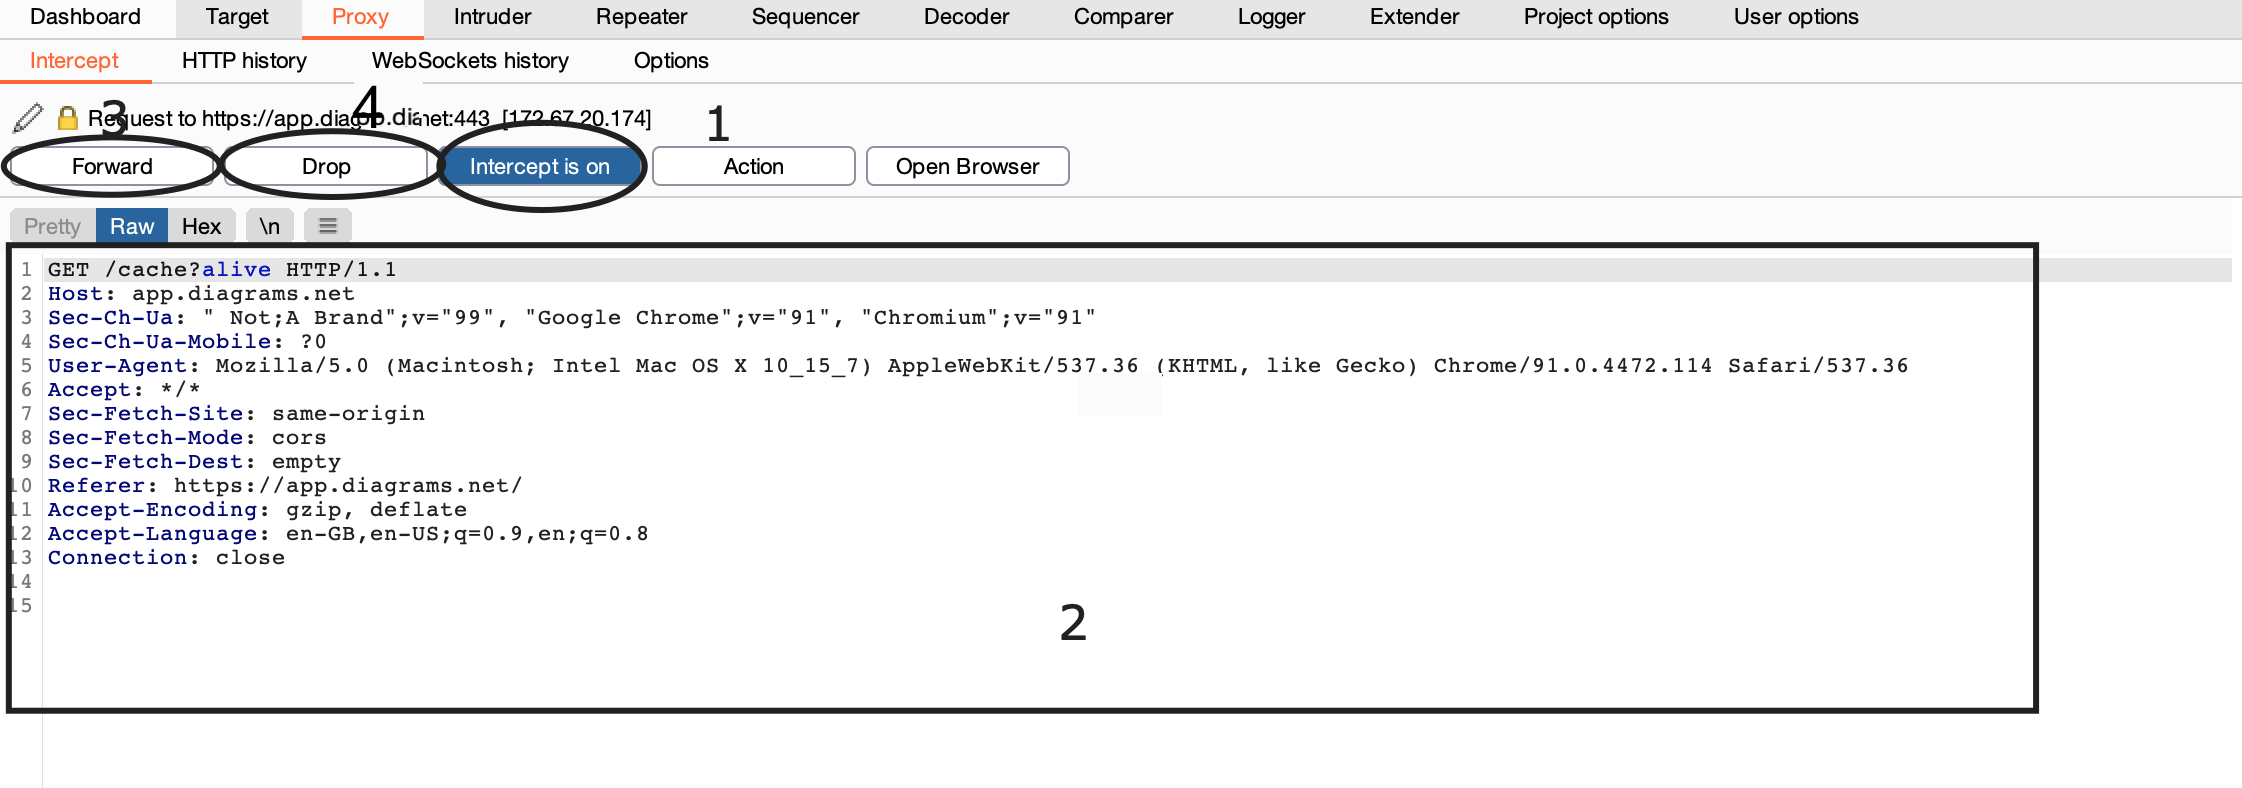 Dashboard Target Proxy Intruder Repeater Sequencer Decoder Comparer Logger Extender Project options User options
Intercept HTTP history WebSockets history Options
3 4 1
Request to https://app.diagrams.net:443 [172.67.20.174]
Forward Drop Intercept is on Action Open Browser
Pretty Raw Hex \n
1 GET /cache?alive HTTP/1.1
2 Host: app.diagrams.net
3 Sec-Ch-Ua: " Not;A Brand";v="99", "Google Chrome";v="91", "Chromium";v="91"
4 Sec-Ch-Ua-Mobile: ?0
5 User-Agent: Mozilla/5.0 (Macintosh; Intel Mac OS X 10_15_7) AppleWebKit/537.36 (KHTML, like Gecko) Chrome/91.0.4472.114 Safari/537.36
6 Accept: */*
7 Sec-Fetch-Site: same-origin
8 Sec-Fetch-Mode: cors
9 Sec-Fetch-Dest: empty
10 Referer: https://app.diagrams.net/
11 Accept-Encoding: gzip, deflate
12 Accept-Language: en-GB,en-US;q=0.9,en;q=0.8
13 Connection: close
14
15
2